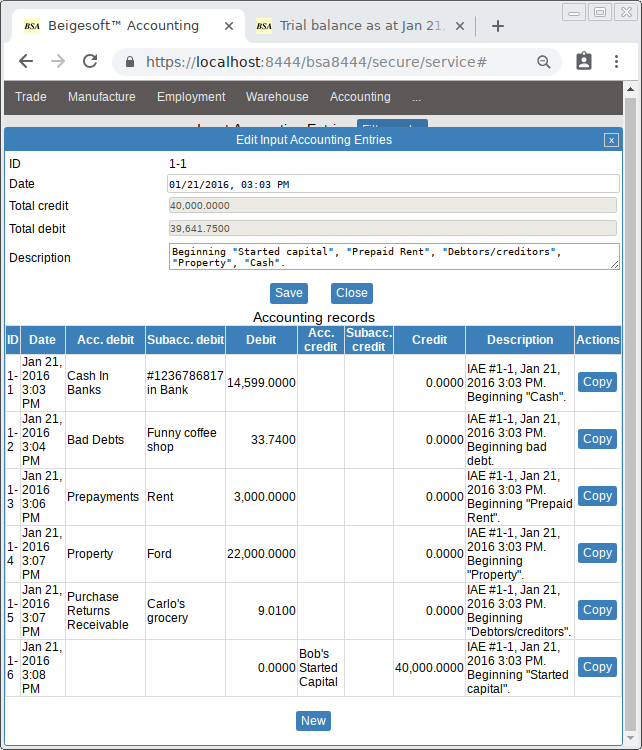 BSA Beigesoft™ Accounting
BSA Trial balance as at Jan 21,
https://localhost:8444/bsa8444/secure/service#
Trade Manufacture Employment Warehouse Accounting ...
Edit Input Accounting Entries x
ID 1-1
Date 01/21/2016, 03:03 PM
Total credit 40,000.0000
Total debit 39,641.7500
Description Beginning "Started capital", "Prepaid Rent", "Debtors/creditors",
"Property", "Cash".
Save Close
Accounting records
ID Date Acc. debit Subacc. debit Debit Acc. credit Subacc. credit Credit Description Actions
1-1 Jan 21, 2016 3:03 PM Cash In Banks #1236786817 in Bank 14,599.0000 0.0000 IAE #1-1, Jan 21, 2016 3:03 PM. Beginning "Cash". Copy
1-2 Jan 21, 2016 3:04 PM Bad Debts Funny coffee shop 33.7400 0.0000 IAE #1-1, Jan 21, 2016 3:03 PM. Beginning bad debt. Copy
1-3 Jan 21, 2016 3:06 PM Prepayments Rent 3,000.0000 0.0000 IAE #1-1, Jan 21, 2016 3:03 PM. Beginning "Prepaid Rent". Copy
1-4 Jan 21, 2016 3:07 PM Property Ford 22,000.0000 0.0000 IAE #1-1, Jan 21, 2016 3:03 PM. Beginning "Property". Copy
1-5 Jan 21, 2016 3:07 PM Purchase Returns Receivable Carlo's grocery 9.0100 0.0000 IAE #1-1, Jan 21, 2016 3:03 PM. Beginning "Debtors/creditors". Copy
1-6 Jan 21, 2016 3:08 PM 0.0000 Bob's Started Capital 40,000.0000 IAE #1-1, Jan 21, 2016 3:03 PM. Beginning "Started capital". Copy
New